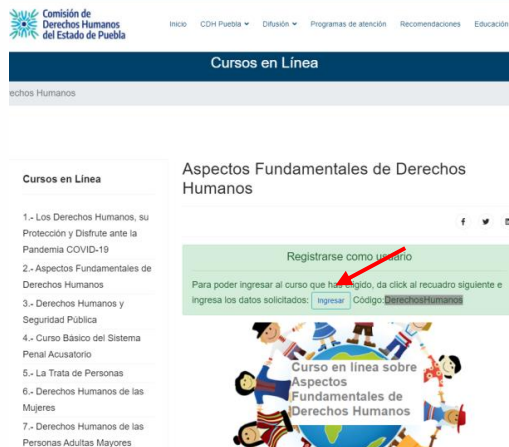 Comisión de
Derechos Humanos
del Estado de Puebla
Inicio CDH Puebla Difusión Programas de atención Recomendaciones Educación
Cursos en Línea
echos Humanos
Cursos en Línea
1.- Los Derechos Humanos, su
Protección y Disfrute ante la
Pandemia COVID-19
2.- Aspectos Fundamentales de
Derechos Humanos
3.- Derechos Humanos y
Seguridad Pública
4.- Curso Básico del Sistema
Penal Acusatorio
5.- La Trata de Personas
6.- Derechos Humanos de las
Mujeres
7.- Derechos Humanos de las
Personas Adultas Mayores
Aspectos Fundamentales de Derechos
Humanos
Registrarse como usuario
Para poder ingresar al curso que has eligido, da click al recuadro siguiente e
ingresa los datos solicitados: Ingresar Código:DerechosHumanos
Curso en línea sobre
Aspectos
Fundamentales de
Derechos Humanos